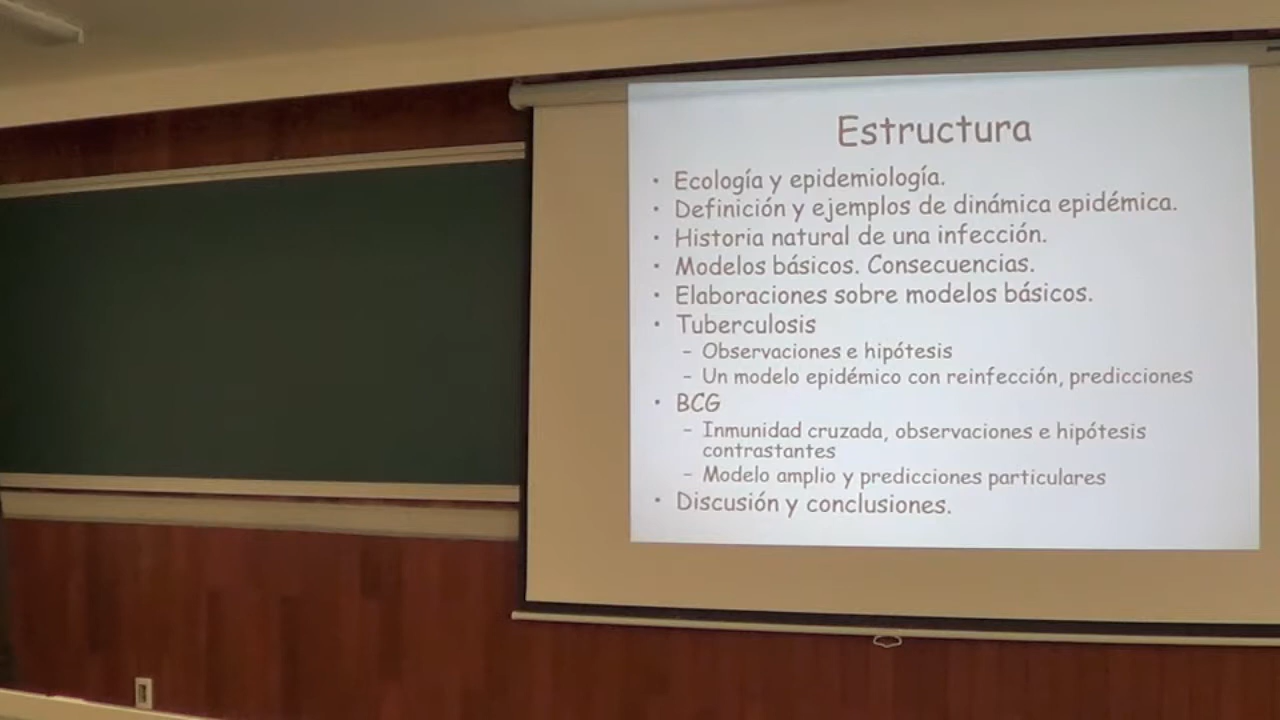 Estructura
• Ecología y epidemiología.
• Definición y ejemplos de dinámica epidémica.
• Historia natural de una infección.
• Modelos básicos. Consecuencias.
• Elaboraciones sobre modelos básicos.
• Tuberculosis
– Observaciones e hipótesis
– Un modelo epidémico con reinfección, predicciones
• BCG
– Inmunidad cruzada, observaciones e hipótesis
contrastantes
– Modelo amplio y predicciones particulares
• Discusión y conclusiones.